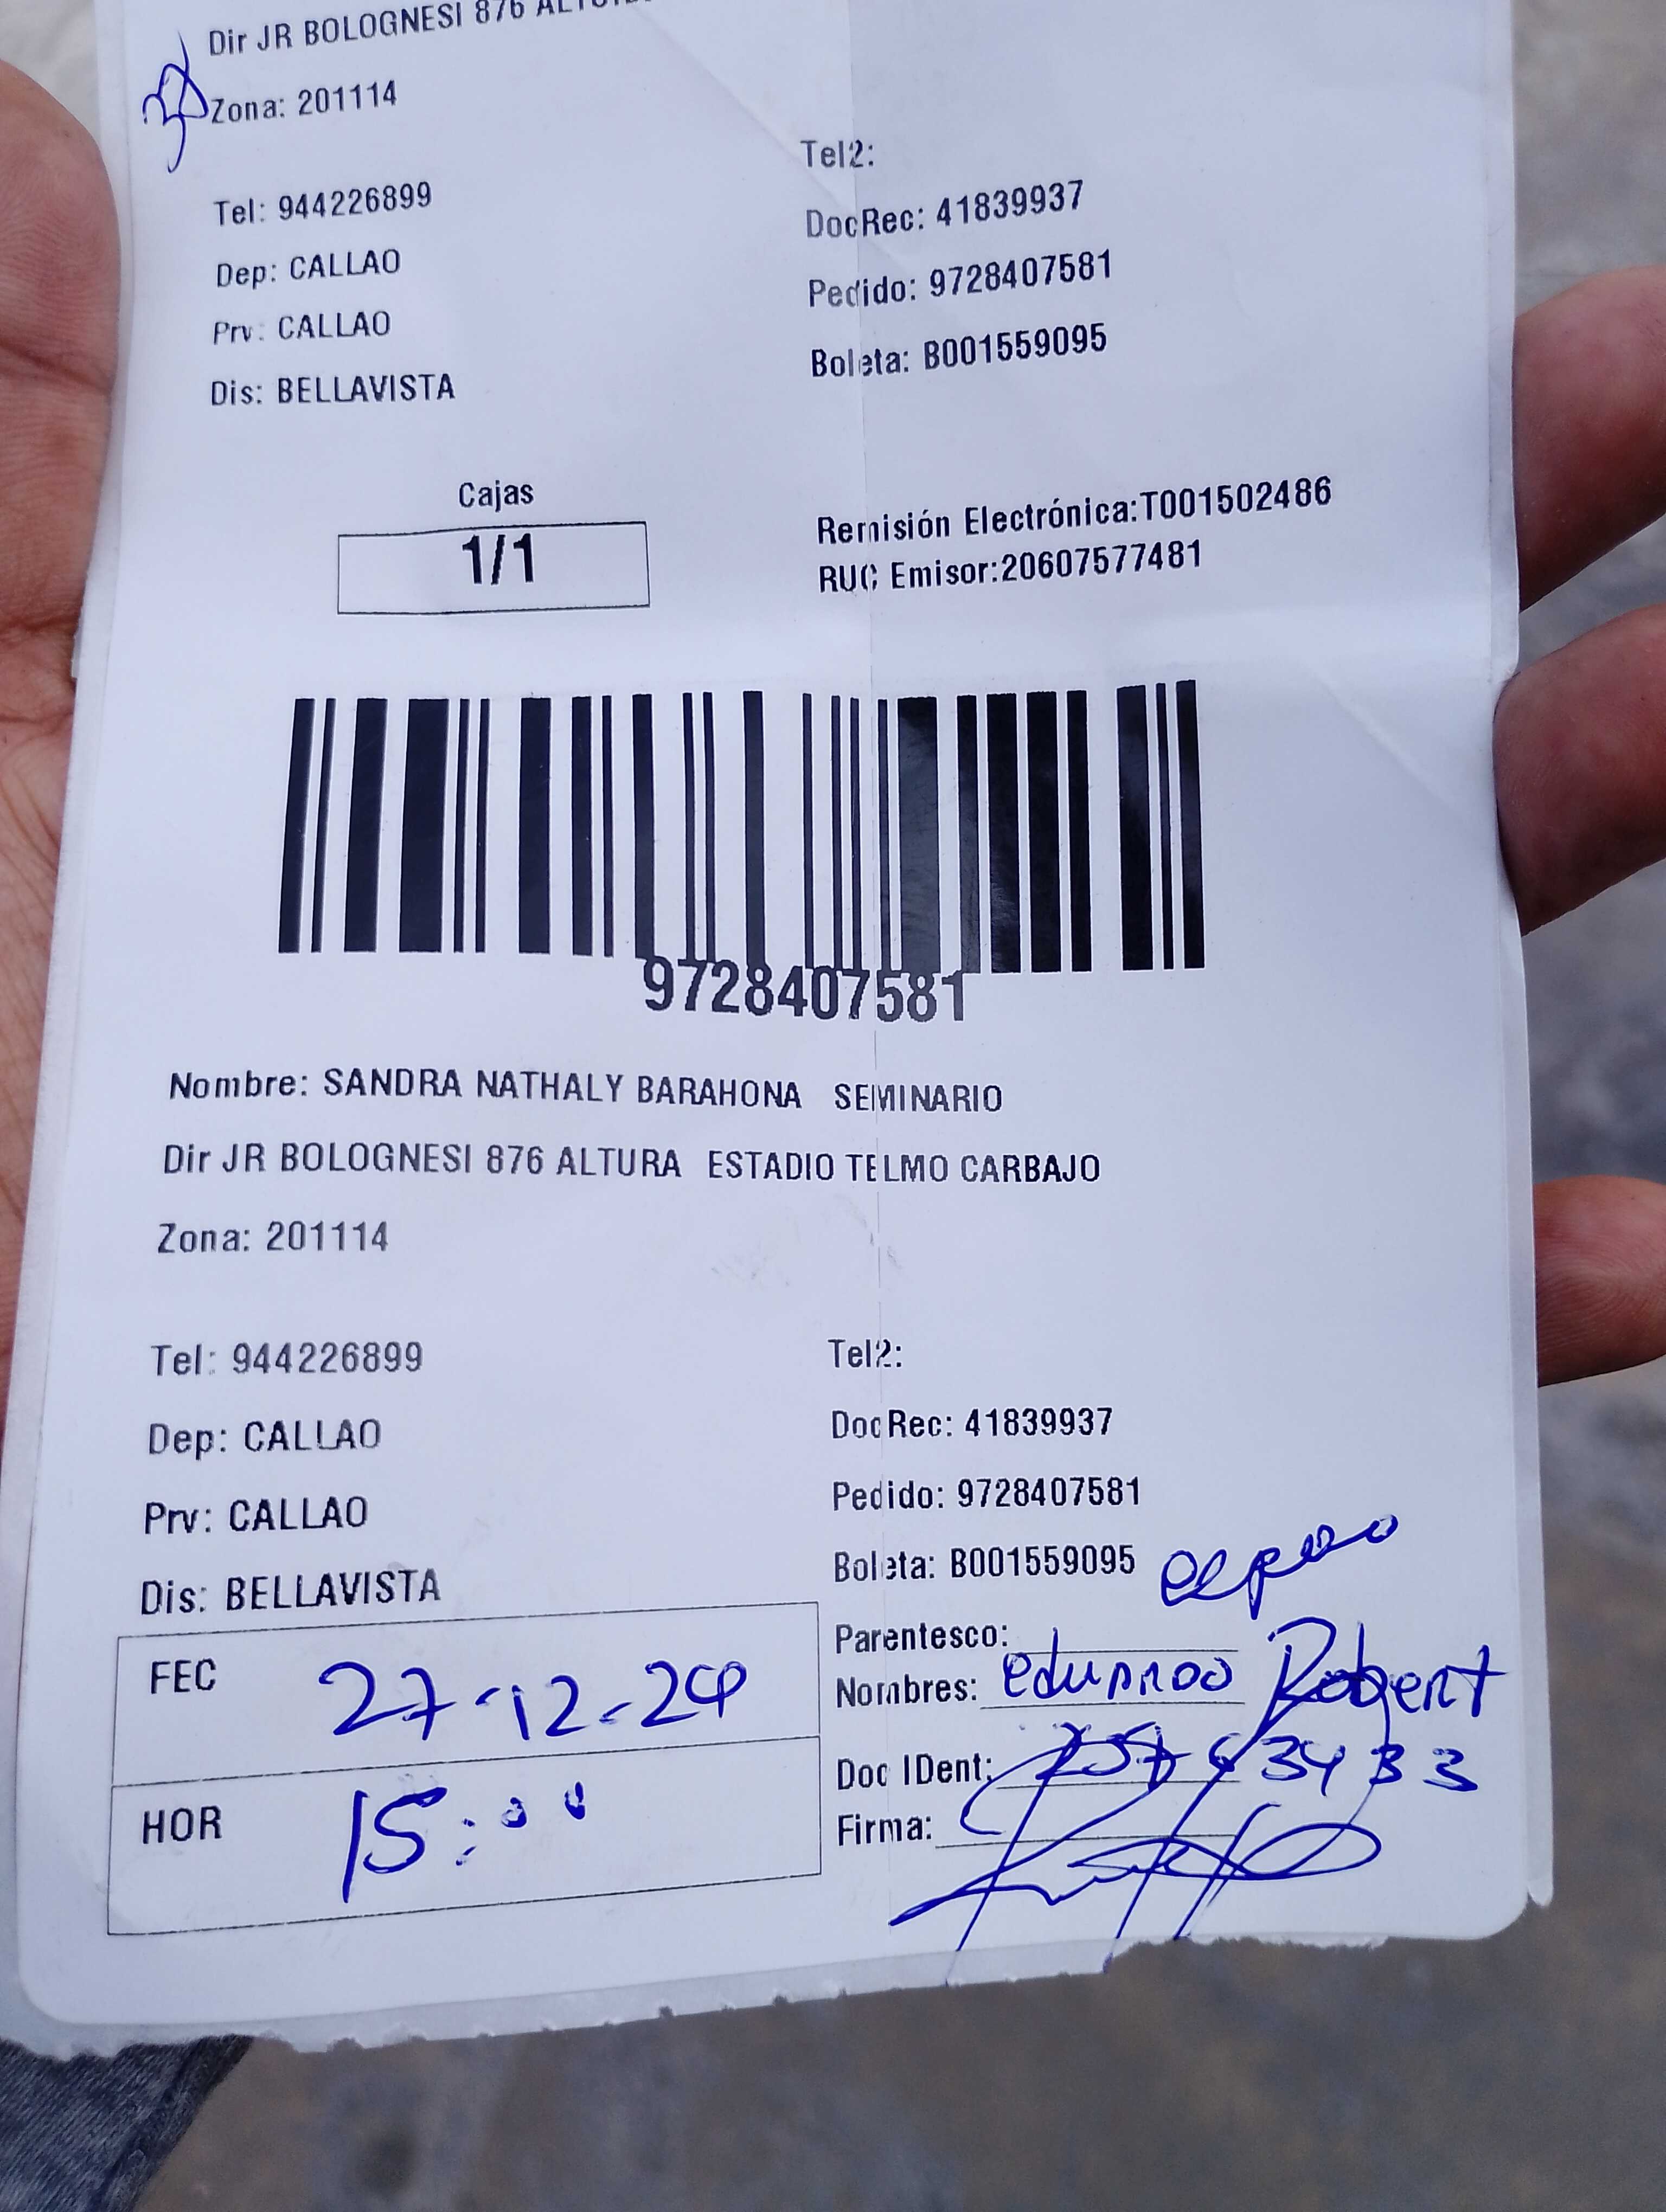 Dir JR BOLOGNESI 876
Zona: 201114
Tel2:
Tel: 944226899
DocRec: 41839937
Dep: CALLAO
Pedido: 9728407581
Prv: CALLAO
Boleta: B001559095
Dis: BELLAVISTA
Cajas
1/1
Remisión Electrónica:T001502486
RUC Emisor:20607577481
9728407581
Nombre: SANDRA NATHALY BARAHONA SEMINARIO
Dir JR BOLOGNESI 876 ALTURA ESTADIO TELMO CARBAJO
Zona: 201114
Tel: 944226899
Tel2:
Dep: CALLAO
DocRec: 41839937
Prv: CALLAO
Pedido: 9728407581
Dis: BELLAVISTA
Boleta: B001559095
FEC 27-12-24
HOR 15:00
Parentesco: esposo
Nombres: eduardo Robert
Doc IDent:
Firma: